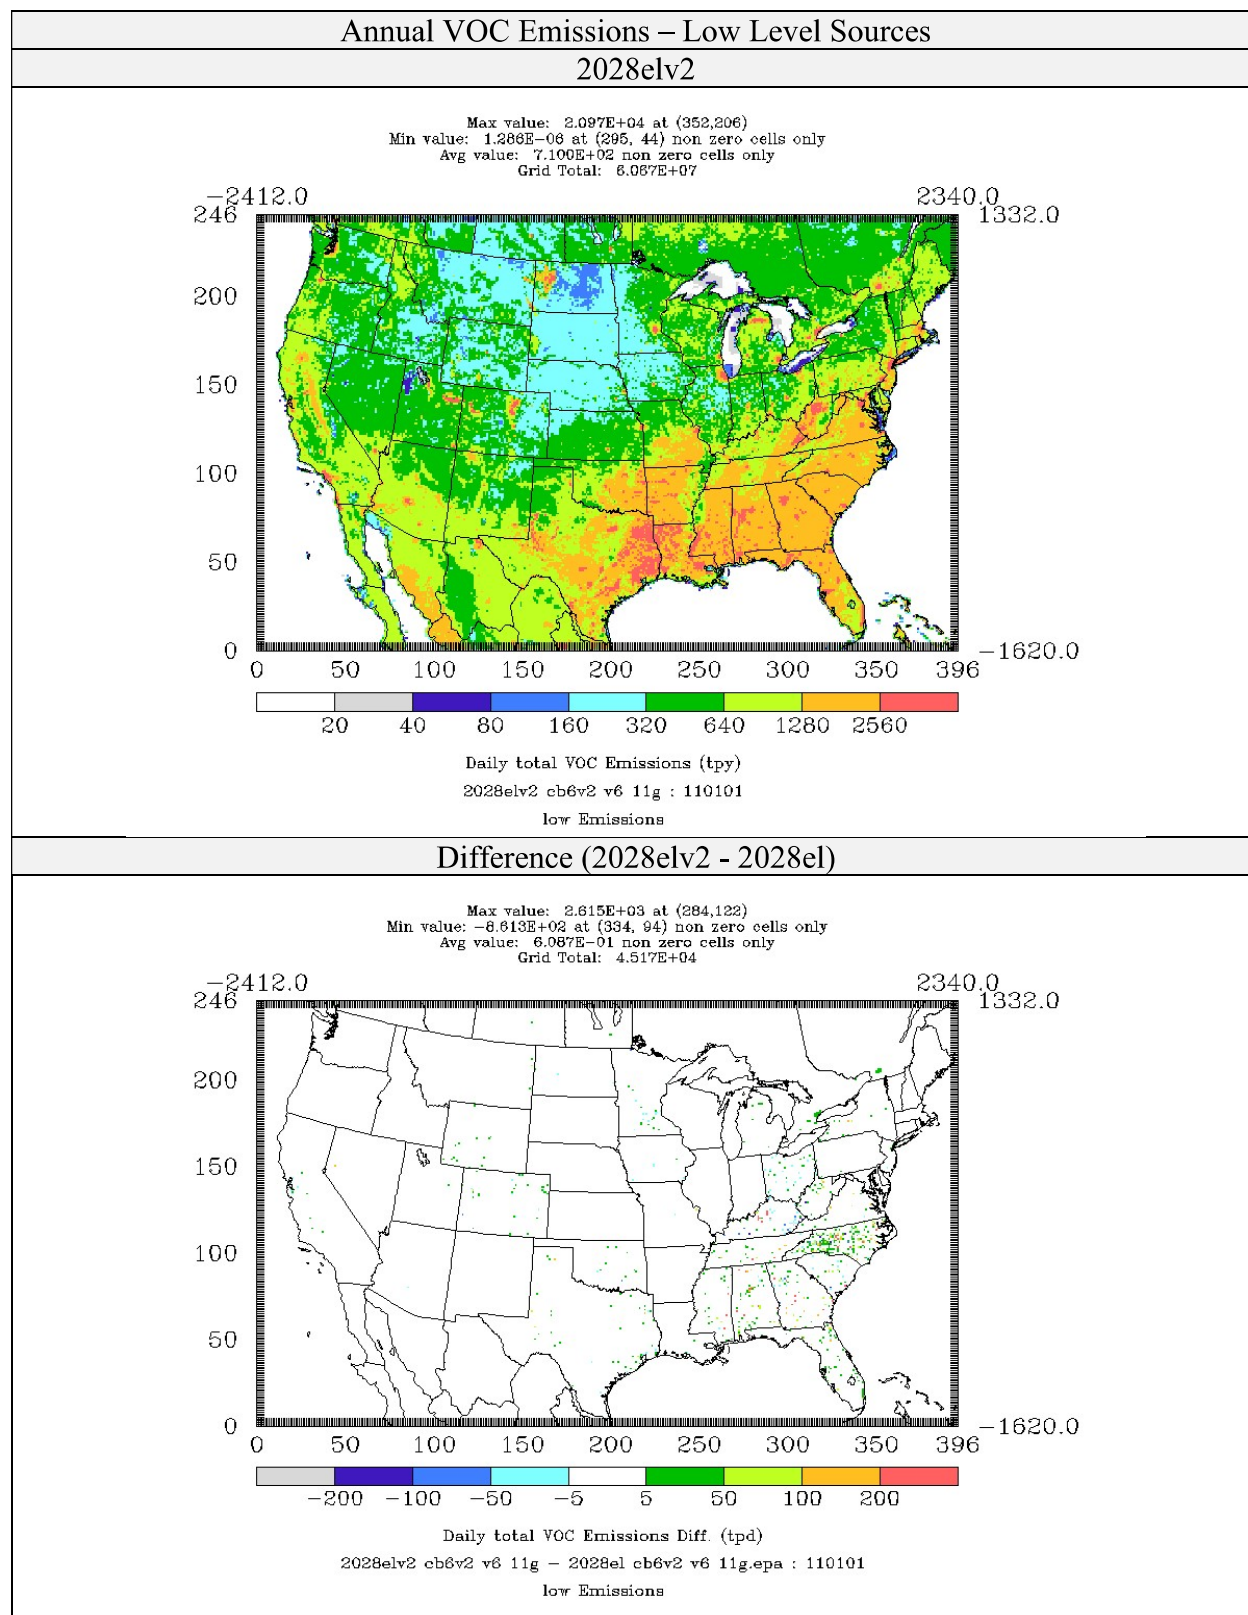 Annual VOC Emissions – Low Level Sources
2028elv2
Max value: 2.097E+04 at (352,206)
Min value: 1.286E-06 at (295, 44) non zero cells only
Avg value: 7.100E+02 non zero cells only
Grid Total: 6.067E+07
−2412.0 2340.0
246 1332.0
200
150
100
50
0 −1620.0
0 50 100 150 200 250 300 350 396
20 40 80 160 320 640 1280 2560
Daily total VOC Emissions (tpy)
2028elv2 cb6v2 v6 11g : 110101
low Emissions
Difference (2028elv2 - 2028el)
Max value: 2.615E+03 at (284,122)
Min value: −8.613E+02 at (334, 94) non zero cells only
Avg value: 6.087E−01 non zero cells only
Grid Total: 4.517E+04
−2412.0 2340.0
246 1332.0
200
150
100
50
0 −1620.0
0 50 100 150 200 250 300 350 396
−200 −100 −50 −5 5 50 100 200
Daily total VOC Emissions Diff. (tpd)
2028elv2 cb6v2 v6 11g − 2028el cb6v2 v6 11g.epa : 110101
low Emissions